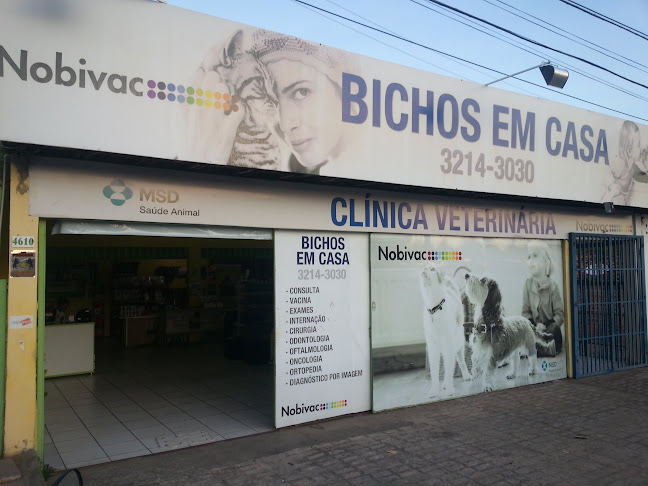 Nobivac
BICHOS EM CASA
3214-3030
MSD
Saúde Animal
CLÍNICA VETERINÁRIA
Nobivac
4610
BICHOS
EM CASA
3214-3030
- CONSULTA
- VACINA
- EXAMES
- INTERNAÇÃO
- CIRURGIA
- ODONTOLOGIA
- OFTALMOLOGIA
- ONCOLOGIA
- ORTOPEDIA
- DIAGNÓSTICO POR IMAGEM
Nobivac
Nobivac
MSD